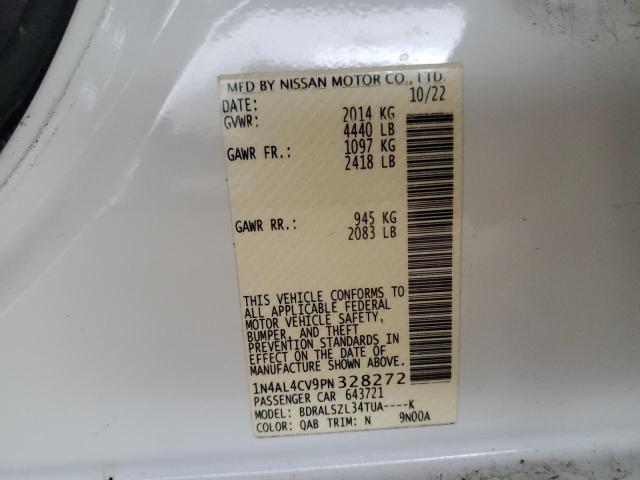 MFD BY NISSAN MOTOR CO., LTD.
DATE: 10/22
GVWR: 2014 KG
4440 LB
GAWR FR.: 1097 KG
2418 LB
GAWR RR.: 945 KG
2083 LB
THIS VEHICLE CONFORMS TO
ALL APPLICABLE FEDERAL
MOTOR VEHICLE SAFETY,
BUMPER, AND THEFT
PREVENTION STANDARDS IN
EFFECT ON THE DATE OF
MANUFACTURE SHOWN ABOVE.
1N4AL4CV9PN328272
PASSENGER CAR 643721
MODEL: BDRALSZL34TUA----K
COLOR: QAB TRIM: N 9N00A